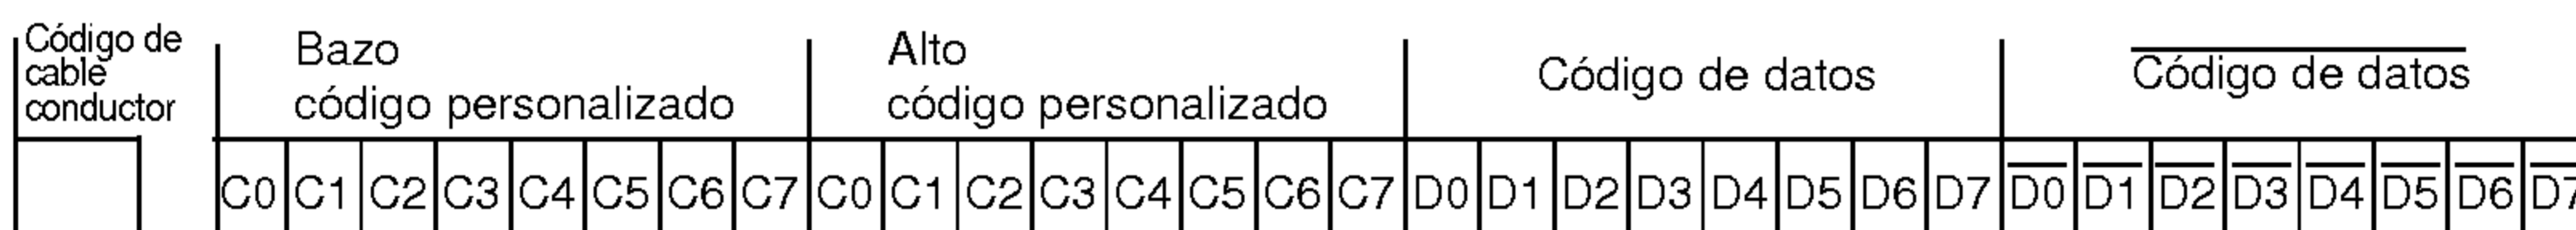 Código de
cable
conductor
Bazo
código personalizado
Alto
código personalizado
Código de datos
Código de datos
C0 C1 C2 C3 C4 C5 C6 C7 C0 C1 C2 C3 C4 C5 C6 C7 D0 D1 D2 D3 D4 D5 D6 D7 D0 D1 D2 D3 D4 D5 D6 D7